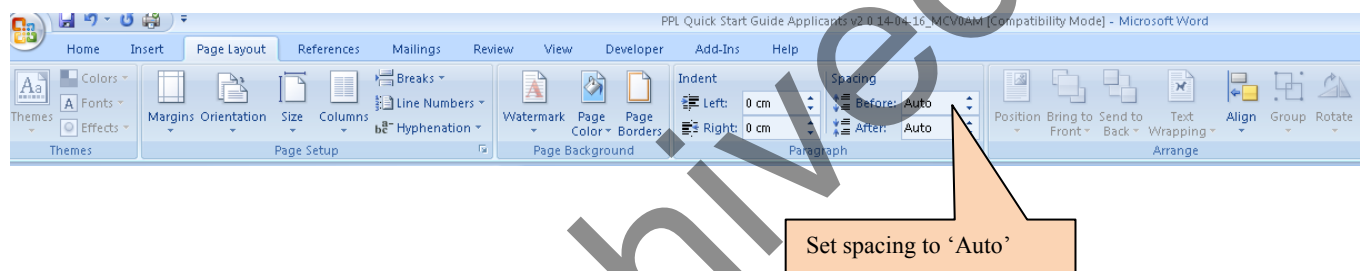 PPL Quick Start Guide Applicants v2 0 14-04-16_MCV0AM [Compatibility Mode] - Microsoft Word
Home Insert Page Layout References Mailings Review View Developer Add-Ins Help
Themes
Colors
Fonts
Effects
Themes
Margins Orientation Size Columns
Breaks
Line Numbers
Hyphenation
Page Setup
Watermark Page Color Page Borders
Page Background
Indent
Left: 0 cm
Right: 0 cm
Spacing
Before: Auto
After: Auto
Paragraph
Position Bring to Front Send to Back Text Wrapping Align Group Rotate
Arrange
Set spacing to ‘Auto’